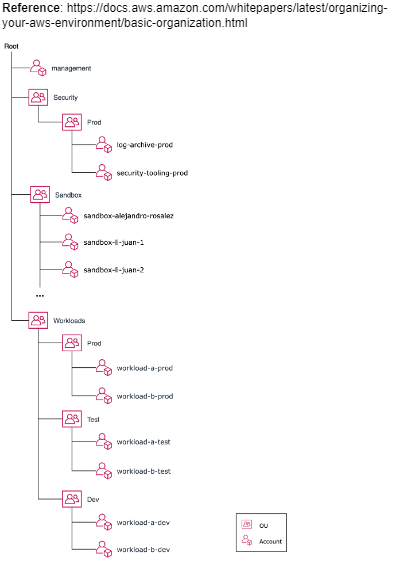 Reference: https://docs.aws.amazon.com/whitepapers/latest/organizing-
your-aws-environment/basic-organization.html
Root
management
Security
Prod
log-archive-prod
security-tooling-prod
Sandbox
sandbox-alejandro-rosalez
sandbox-li-juan-1
sandbox-li-juan-2
...
Workloads
Prod
workload-a-prod
workload-b-prod
Test
workload-a-test
workload-b-test
Dev
workload-a-dev
workload-b-dev
OU
Account